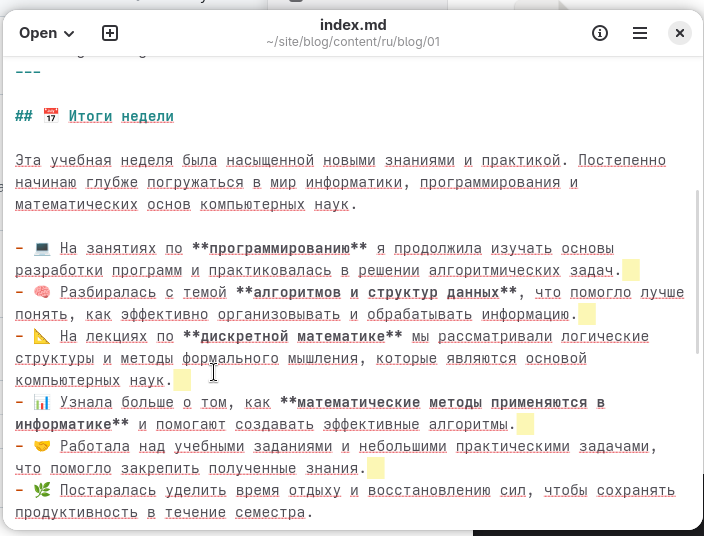 Open
index.md
~/site/blog/content/ru/blog/01
---
## 📅 Итоги недели
Эта учебная неделя была насыщенной новыми знаниями и практикой. Постепенно
начинаю глубже погружаться в мир информатики, программирования и
математических основ компьютерных наук.
- 💻 На занятиях по **программированию** я продолжила изучать основы
разработки программ и практиковалась в решении алгоритмических задач.
- 🧠 Разбиралась с темой **алгоритмов и структур данных**, что помогло лучше
понять, как эффективно организовывать и обрабатывать информацию.
- 📐 На лекциях по **дискретной математике** мы рассматривали логические
структуры и методы формального мышления, которые являются основой
компьютерных наук.
- 📊 Узнала больше о том, как **математические методы применяются в
информатике** и помогают создавать эффективные алгоритмы.
- 🤝 Работала над учебными заданиями и небольшими практическими задачами,
что помогло закрепить полученные знания.
- 🌿 Постаралась уделить время отдыху и восстановлению сил, чтобы сохранять
продуктивность в течение семестра.